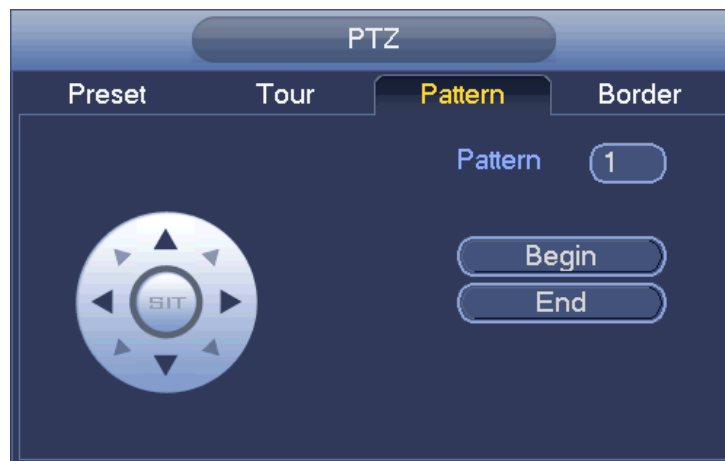 PTZ
Preset Tour Pattern Border
Pattern 1
SIT
Begin
End